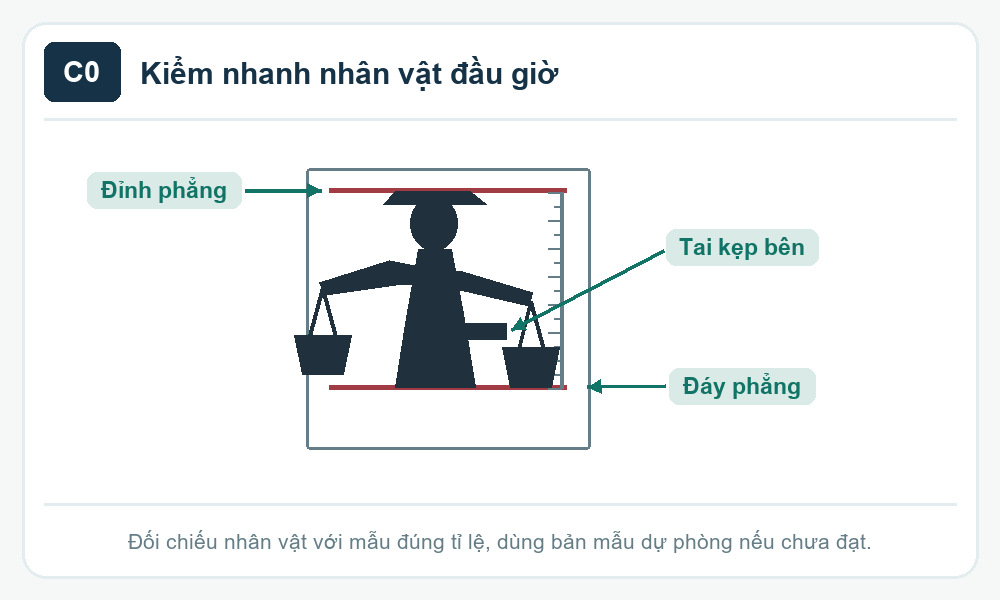 C0
Kiểm nhanh nhân vật đầu giờ
Đỉnh phẳng
Tai kẹp bên
Đáy phẳng
Đối chiếu nhân vật với mẫu đúng tỉ lệ, dùng bản mẫu dự phòng nếu chưa đạt.